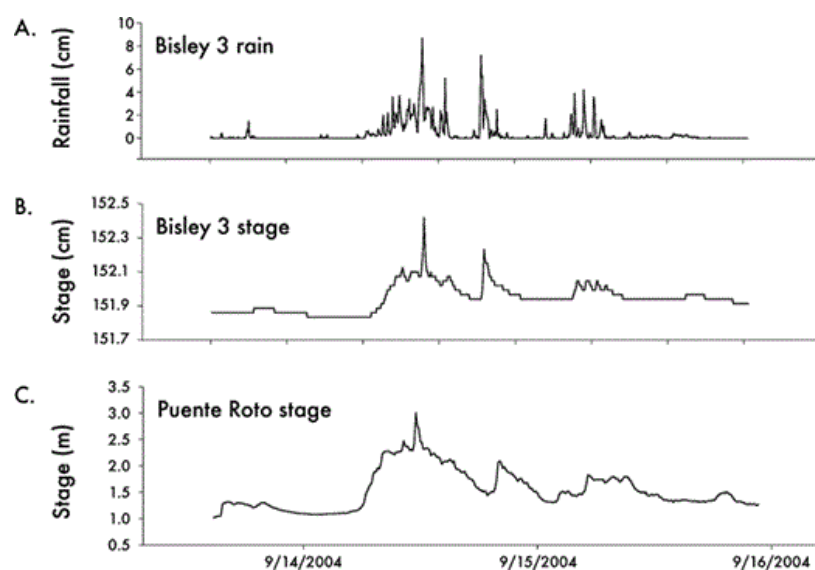 A.
Rainfall (cm)
10
8
6
4
2
0
Bisley 3 rain
B.
Stage (cm)
152.5
152.3
152.1
151.9
151.7
Bisley 3 stage
C.
Stage (m)
3.5
3.0
2.5
2.0
1.5
1.0
0.5
Puente Roto stage
9/14/2004 9/15/2004 9/16/2004